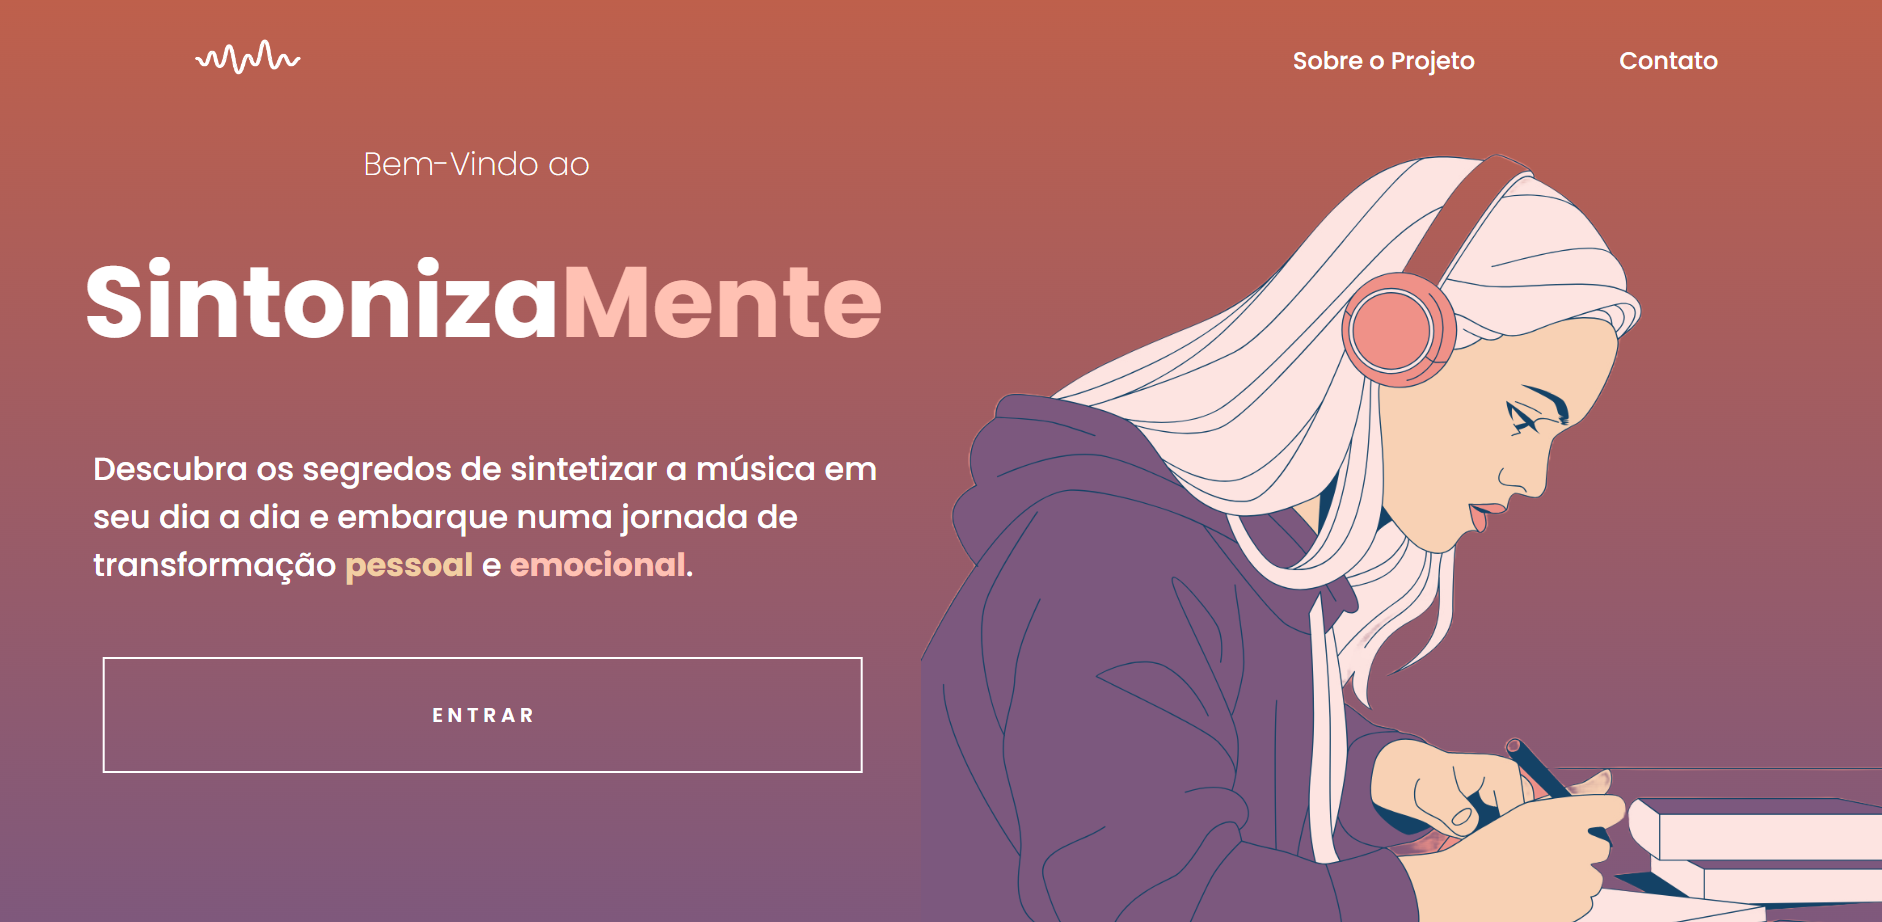 Sobre o Projeto
Contato
Bem-Vindo ao
SintonizaMente
Descubra os segredos de sintetizar a música em
seu dia a dia e embarque numa jornada de
transformação pessoal e emocional.
ENTRAR